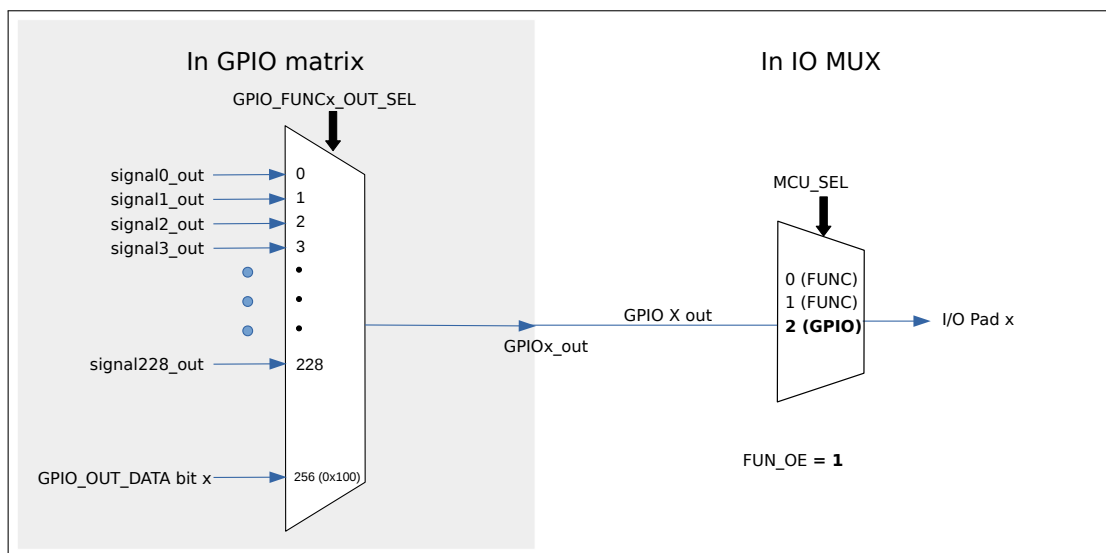 In GPIO matrix
In IO MUX
GPIO_FUNCx_OUT_SEL
signal0_out
0
signal1_out
1
signal2_out
2
signal3_out
3
signal228_out
228
GPIO_OUT_DATA bit x
256 (0x100)
GPIOx_out
GPIO X out
MCU_SEL
0 (FUNC)
1 (FUNC)
2 (GPIO)
I/O Pad x
FUN_OE = 1